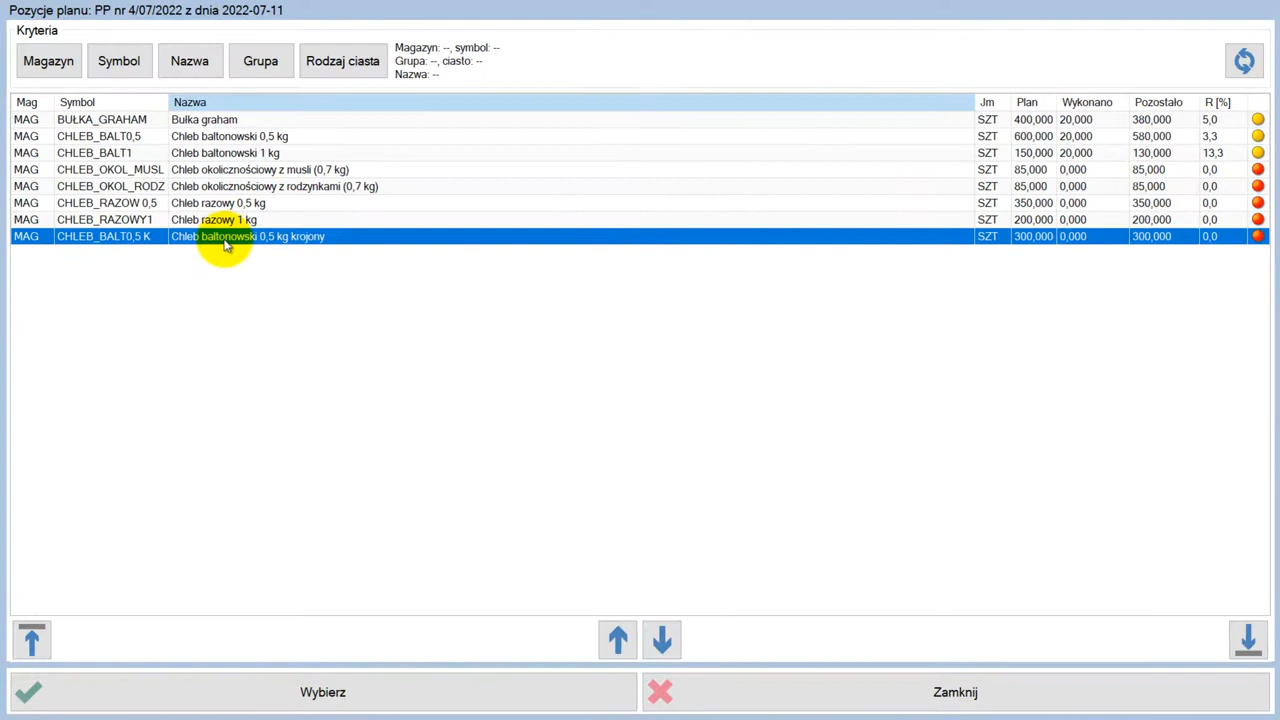 Pozycje planu: PP nr 4/07/2022 z dnia 2022-07-11
Kryteria
Magazyn Symbol Nazwa Grupa Rodzaj ciasta
Magazyn: --, symbol: --
Grupa: --, ciasto: --
Nazwa: --
Mag Symbol Nazwa Jm Plan Wykonano Pozostało R [%]
MAG BUŁKA_GRAHAM Bułka graham SZT 400,000 20,000 380,000 5,0
MAG CHLEB_BALT0,5 Chleb baltonowski 0,5 kg SZT 600,000 20,000 580,000 3,3
MAG CHLEB_BALT1 Chleb baltonowski 1 kg SZT 150,000 20,000 130,000 13,3
MAG CHLEB_OKOL_MUSL Chleb okolicznościowy z musli (0,7 kg) SZT 85,000 0,000 85,000 0,0
MAG CHLEB_OKOL_RODZ Chleb okolicznościowy z rodzynkami (0,7 kg) SZT 85,000 0,000 85,000 0,0
MAG CHLEB_RAZOW 0,5 Chleb razowy 0,5 kg SZT 350,000 0,000 350,000 0,0
MAG CHLEB_RAZOWY1 Chleb razowy 1 kg SZT 200,000 0,000 200,000 0,0
MAG CHLEB_BALT0,5 K Chleb baltonowski 0,5 kg krojony SZT 300,000 0,000 300,000 0,0
Wybierz Zamknij